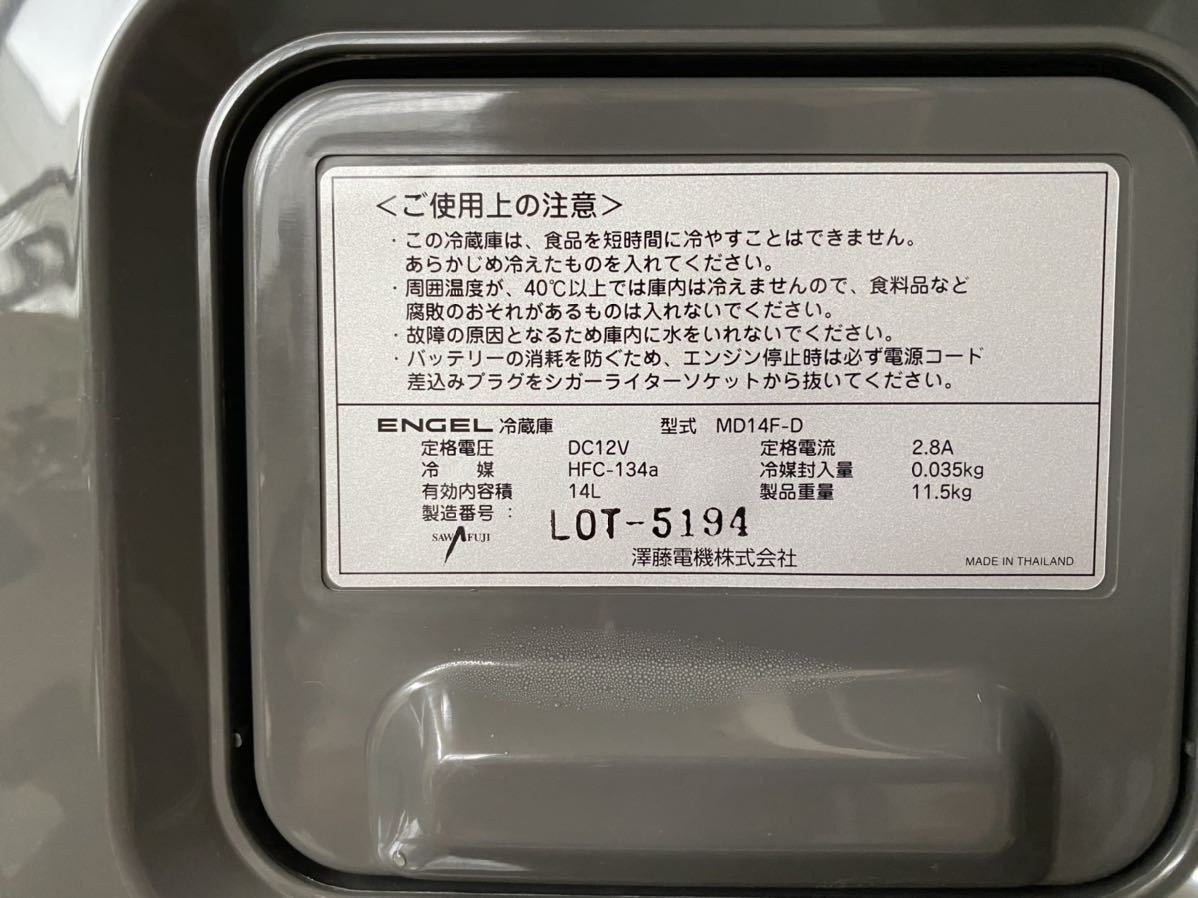 ＜ご使用上の注意＞
・この冷蔵庫は、食品を短時間に冷やすことはできません。
あらかじめ冷えたものを入れてください。
・周囲温度が、40℃以上では庫内は冷えませんので、食料品など
腐敗のおそれがあるものは入れないでください。
・故障の原因となるため庫内に水をいれないでください。
・バッテリーの消耗を防ぐため、エンジン停止時は必ず電源コード
差込みプラグをシガーライターソケットから抜いてください。
ENGEL 冷蔵庫 型式 MD14F-D
定格電圧 DC12V 定格電流 2.8A
冷 媒 HFC-134a 冷媒封入量 0.035kg
有効内容積 14L 製品重量 11.5kg
製造番号： LOT-5194
SAWAFUJI 澤藤電機株式会社 MADE IN THAILAND